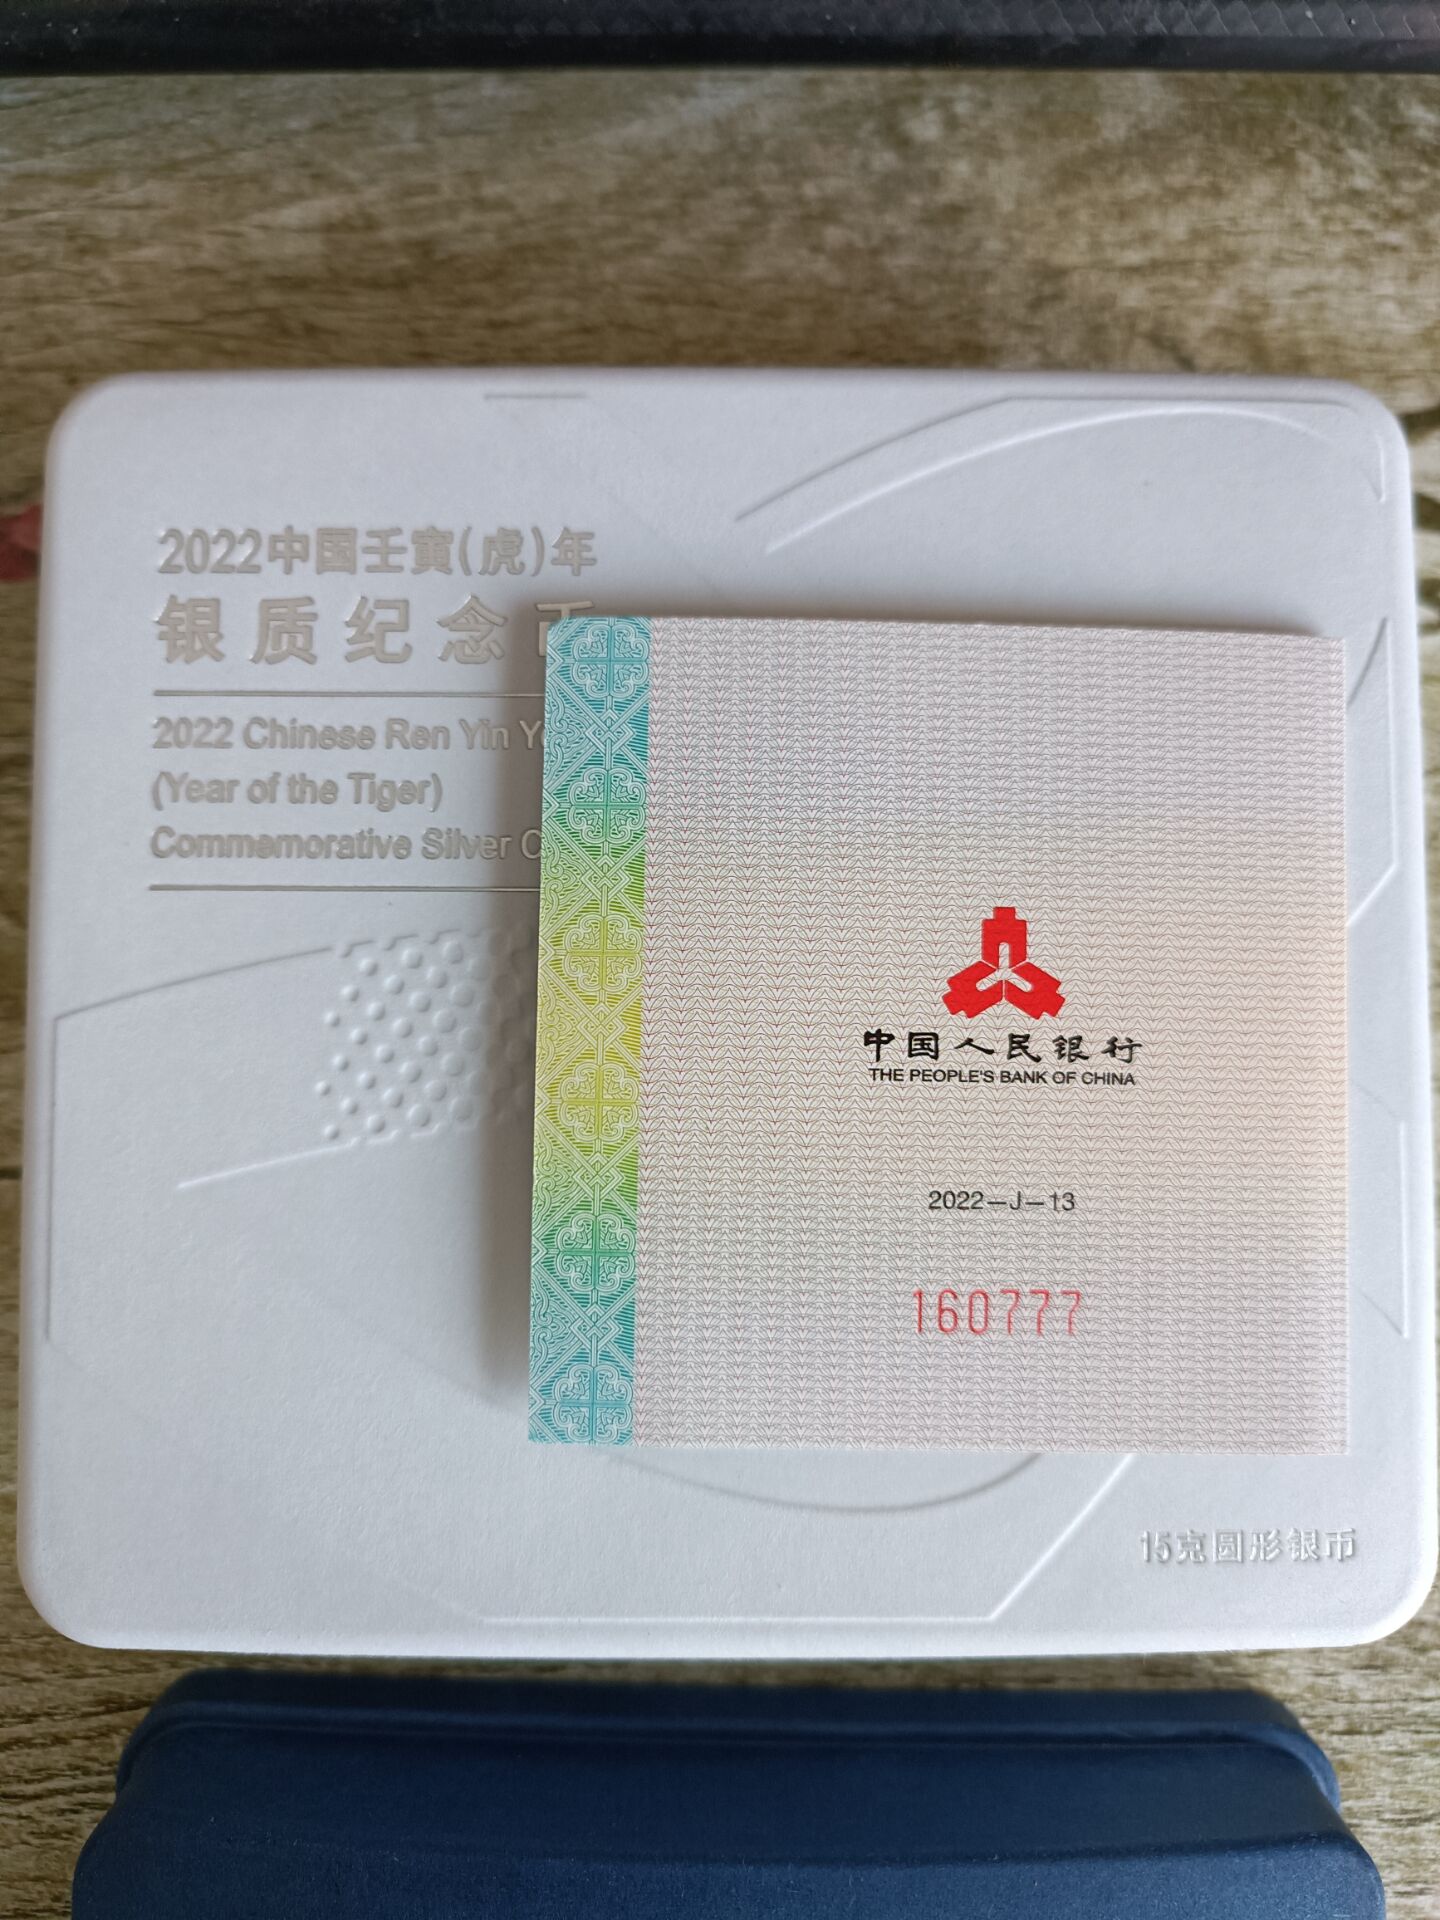 2022中国壬寅(虎)年
银质纪念币
2022 Chinese Ren Yin
(Year of the Tiger)
Commemorative Silver
中国人民银行
THE PEOPLE'S BANK OF CHINA
2022—J—13
160777
15克圆形银币